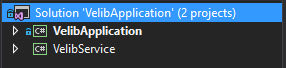 Solution 'VelibApplication' (2 projects)
C# VelibApplication
C# VelibService